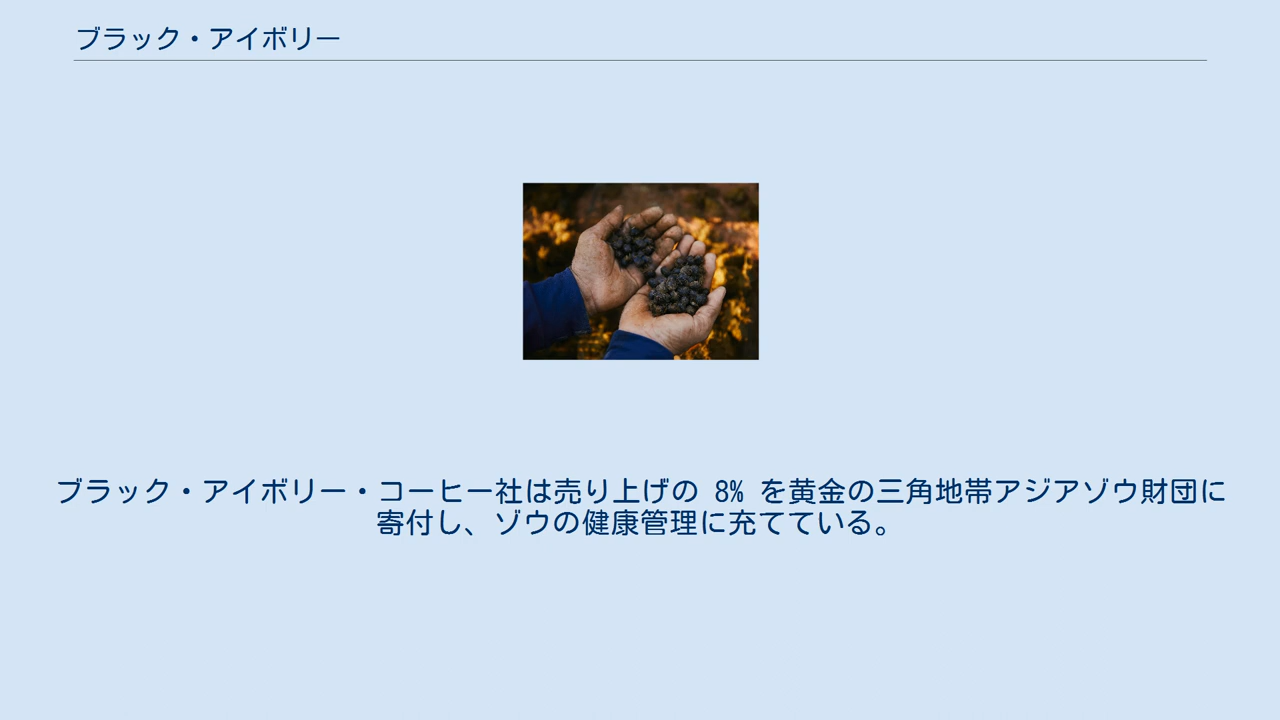 ブラック・アイボリー
ブラック・アイボリー・コーヒー社は売り上げの 8% を黄金の三角地帯アジアゾウ財団に
寄付し、ゾウの健康管理に充てている。